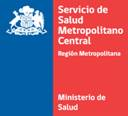 Servicio de
Salud
Metropolitano
Central
Región Metropolitana
Ministerio de
Salud